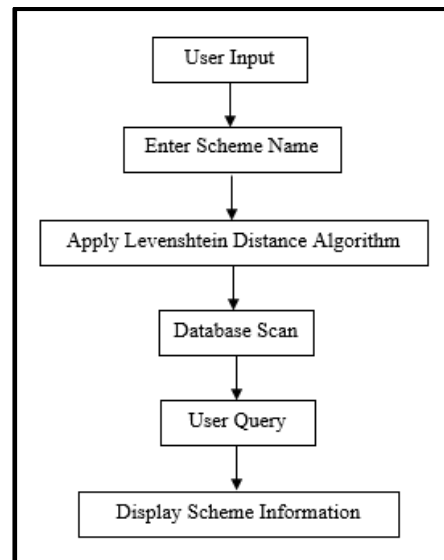 User Input
Enter Scheme Name
Apply Levenshtein Distance Algorithm
Database Scan
User Query
Display Scheme Information